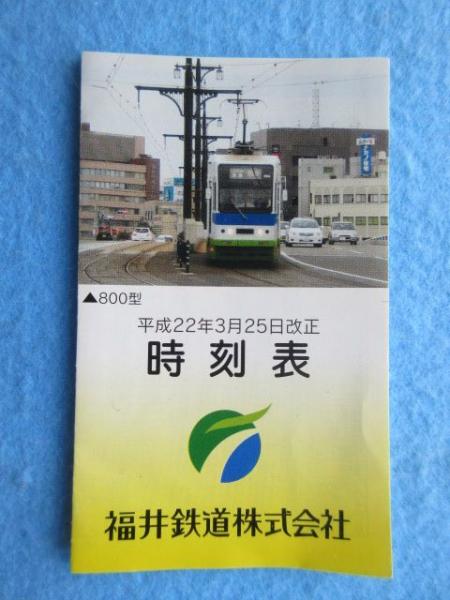 ▲800型
平成22年3月25日改正
時刻表
福井鉄道株式会社